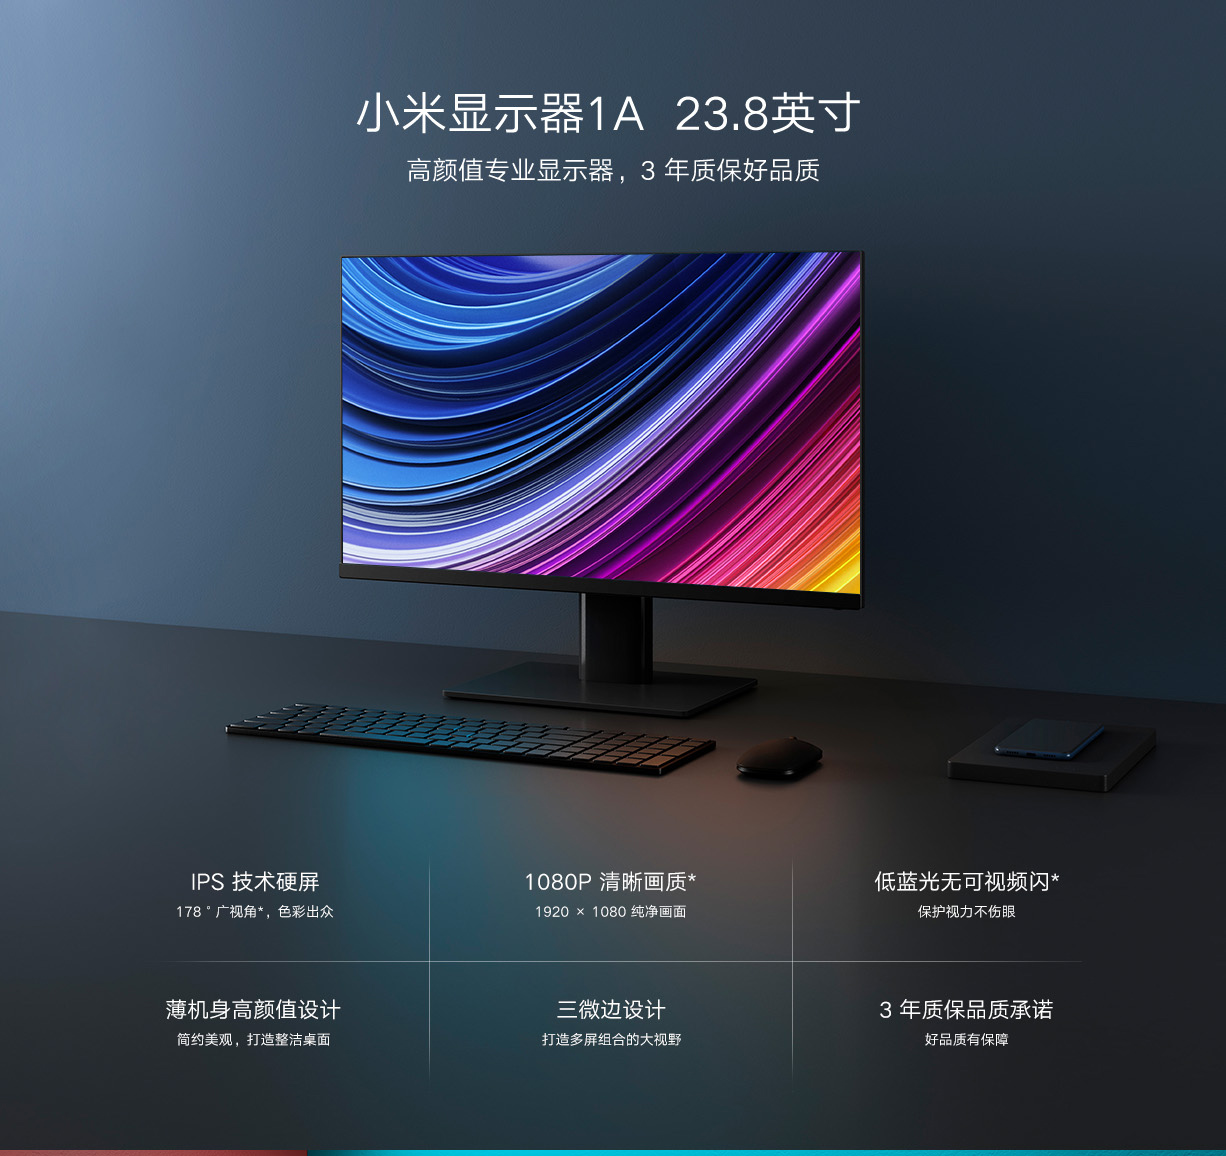 小米显示器1A 23.8英寸
高颜值专业显示器，3 年质保好品质
IPS 技术硬屏
178 ° 广视角*，色彩出众
1080P 清晰画质*
1920 × 1080 纯净画面
低蓝光无可视频闪*
保护视力不伤眼
薄机身高颜值设计
简约美观，打造整洁桌面
三微边设计
打造多屏组合的大视野
3 年质保品质承诺
好品质有保障